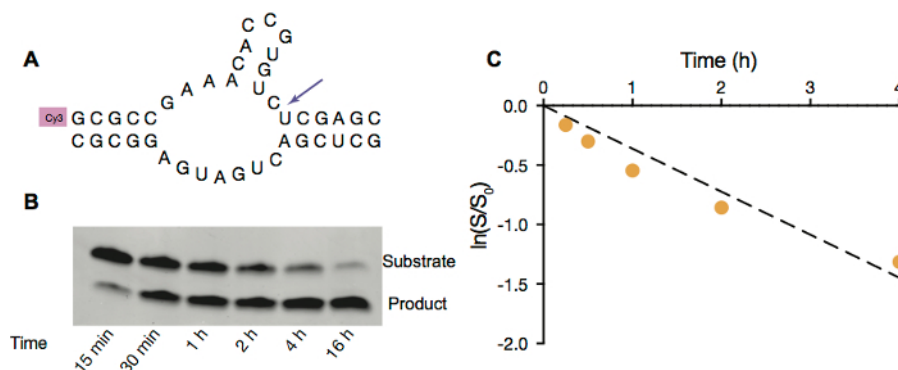 A
C
C C
A G
C U
G A A A G
U
C
Cy3 G C G C C U C G A G C
C G C G G A G C U C G
A G U A G U C
B
Substrate
Product
Time 15 min 30 min 1 h 2 h 4 h 16 h
C
Time (h)
0 1 2 3 4
0.0
-0.5
-1.0
-1.5
-2.0
ln(S/S0)